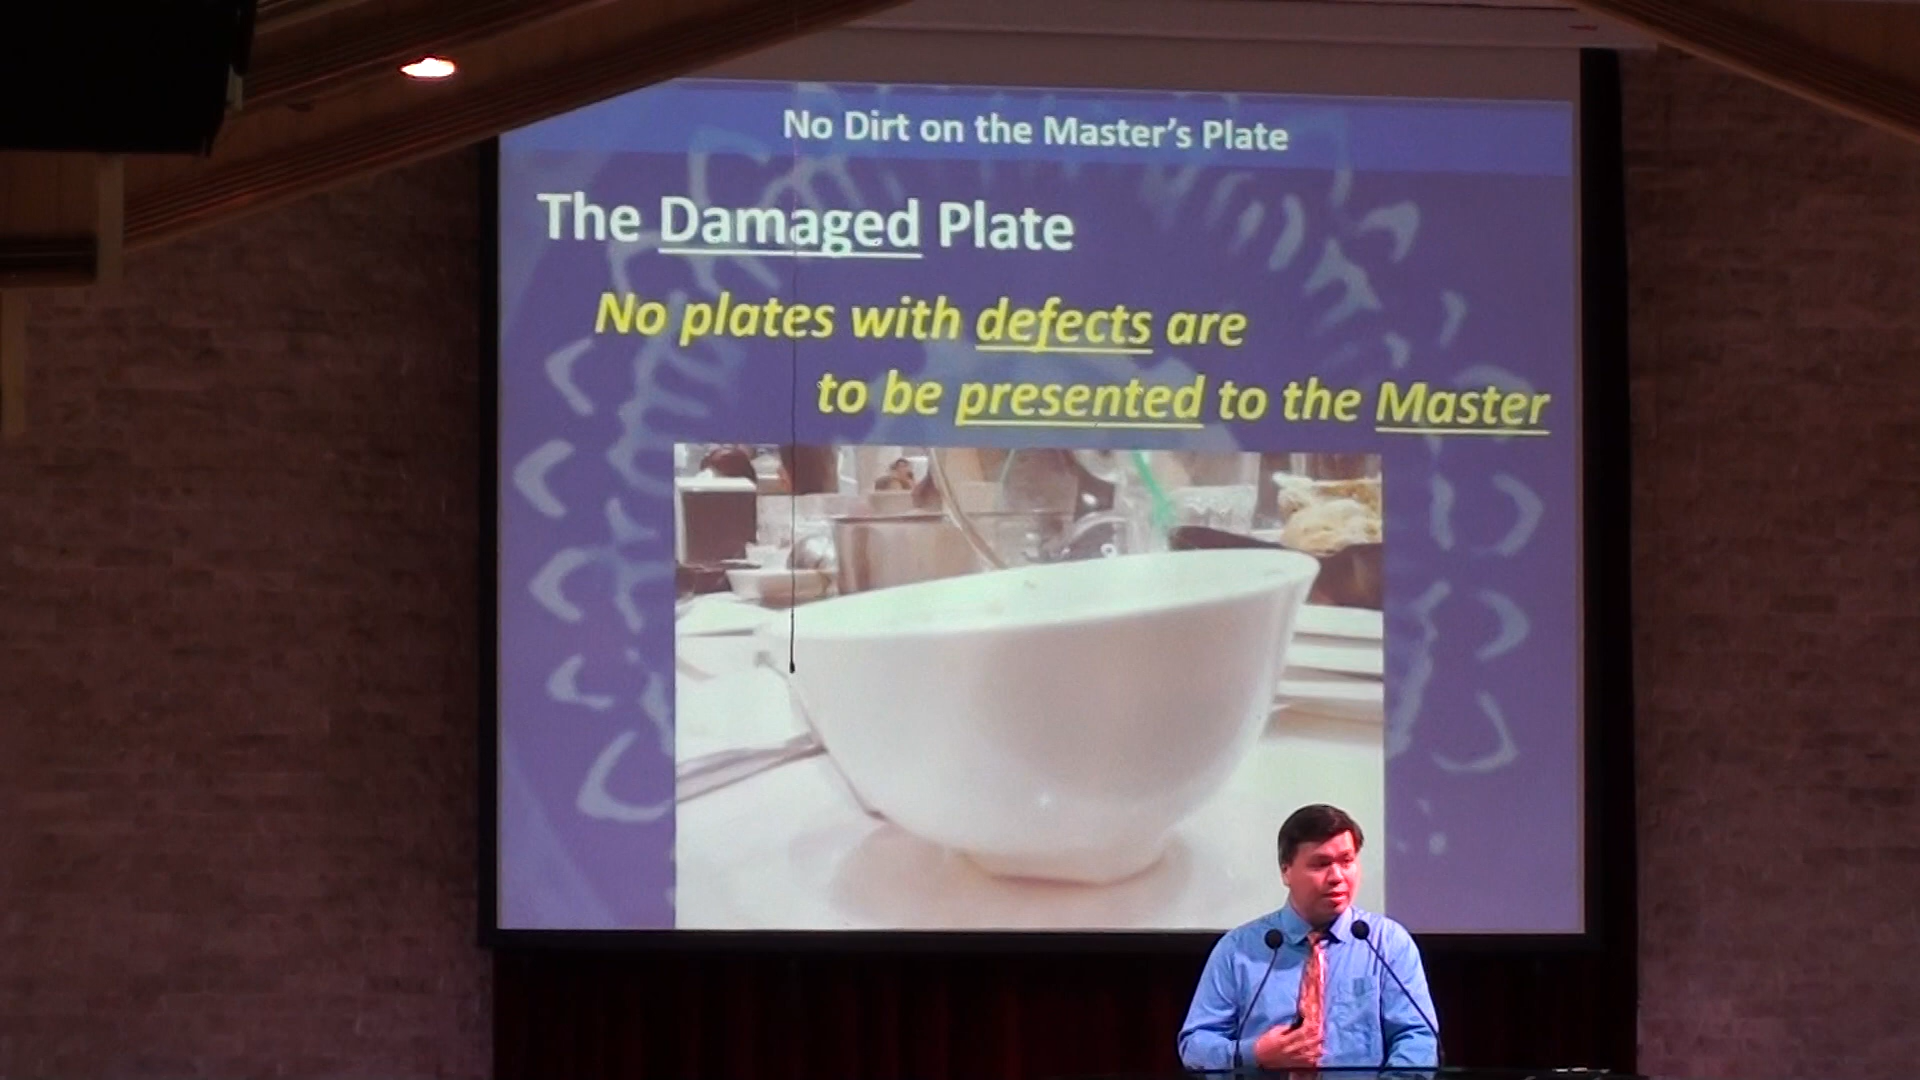 No Dirt on the Master's Plate
The Damaged Plate
No plates with defects are
to be presented to the Master